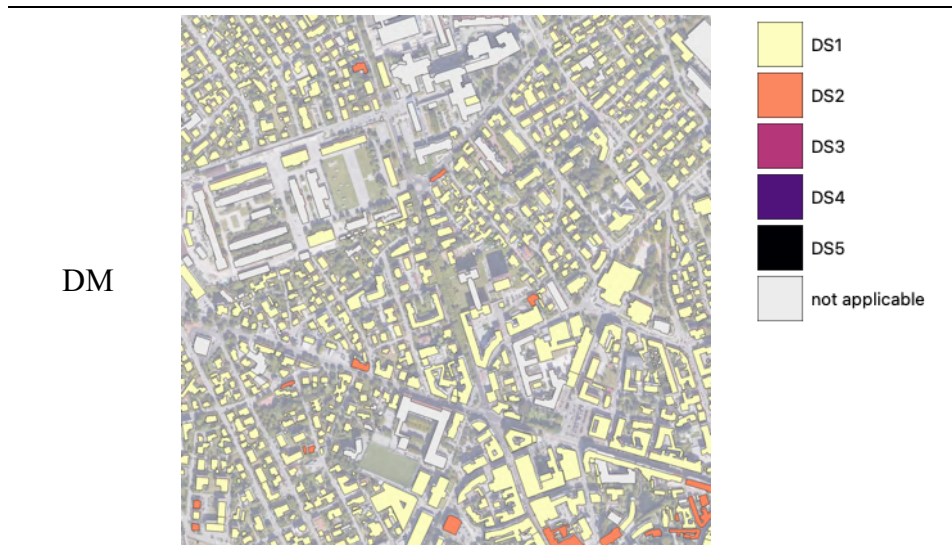 DM
DS1
DS2
DS3
DS4
DS5
not applicable